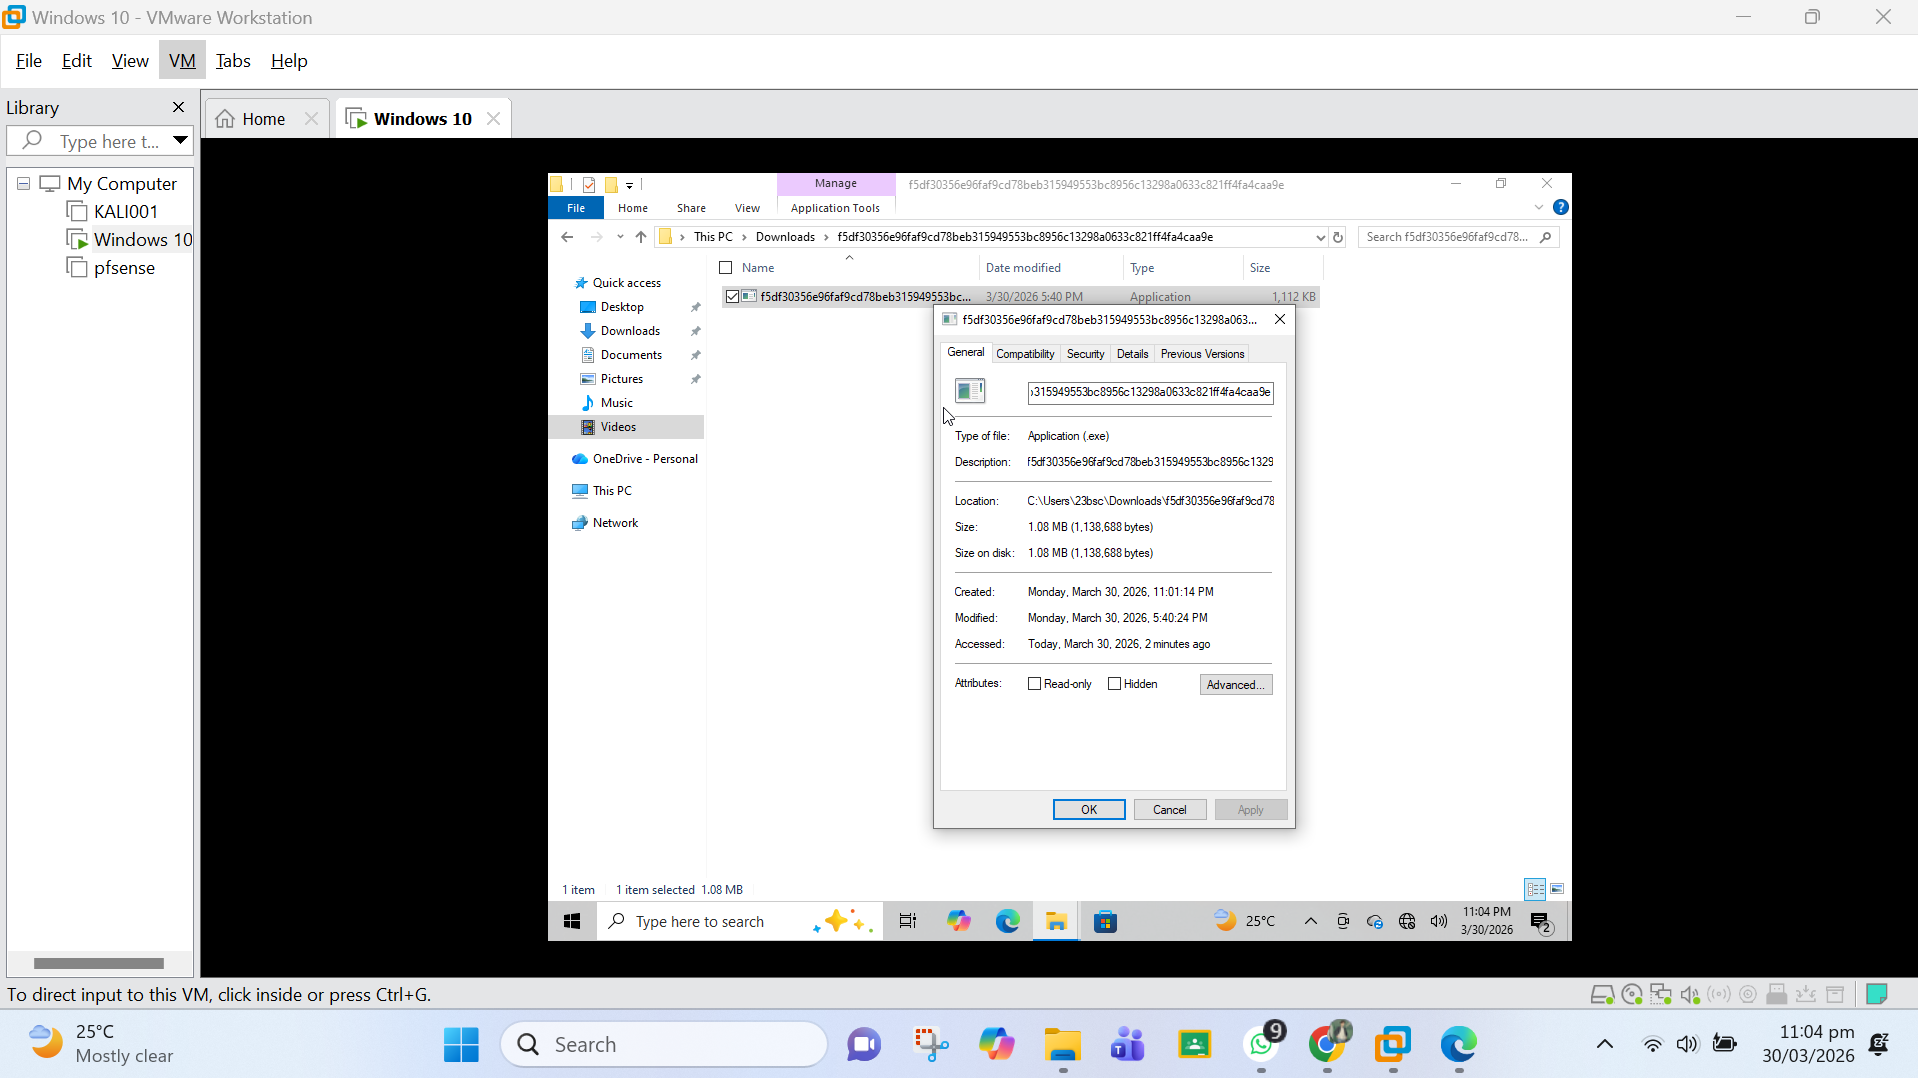 Windows 10 - VMware Workstation
File Edit View VM Tabs Help
Library
Type here t...
My Computer
KALI001
Windows 10
pfsense
Home
Windows 10
Manage
f5df30356e96faf9cd78beb315949553bc8956c13298a0633c821ff4fa4caa9e
File Home Share View Application Tools
This PC Downloads f5df30356e96faf9cd78beb315949553bc8956c13298a0633c821ff4fa4caa9e
Search f5df30356e96faf9cd78...
Quick access
Desktop
Downloads
Documents
Pictures
Music
Videos
OneDrive - Personal
This PC
Network
Name Date modified Type Size
f5df30356e96faf9cd78beb315949553bc... 3/30/2026 5:40 PM Application 1,112 KB
f5df30356e96faf9cd78beb315949553bc8956c13298a063...
General Compatibility Security Details Previous Versions
315949553bc8956c13298a0633c821ff4fa4caa9e
Type of file: Application (.exe)
Description: f5df30356e96faf9cd78beb315949553bc8956c1329
Location: C:\Users\23bsc\Downloads\f5df30356e96faf9cd78
Size: 1.08 MB (1,138,688 bytes)
Size on disk: 1.08 MB (1,138,688 bytes)
Created: Monday, March 30, 2026, 11:01:14 PM
Modified: Monday, March 30, 2026, 5:40:24 PM
Accessed: Today, March 30, 2026, 2 minutes ago
Attributes: Read-only Hidden Advanced...
OK Cancel Apply
1 item 1 item selected 1.08 MB
Type here to search
25°C
11:04 PM
3/30/2026
2
To direct input to this VM, click inside or press Ctrl+G.
25°C
Mostly clear
Search
9
11:04 pm
30/03/2026